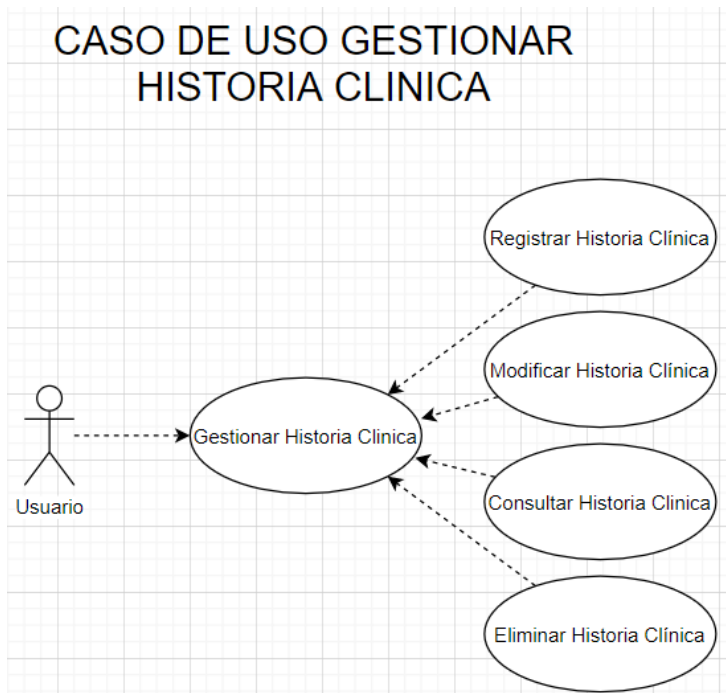 CASO DE USO GESTIONAR
HISTORIA CLINICA
Registrar Historia Clínica
Modificar Historia Clínica
Gestionar Historia Clinica
Usuario
Consultar Historia Clinica
Eliminar Historia Clínica